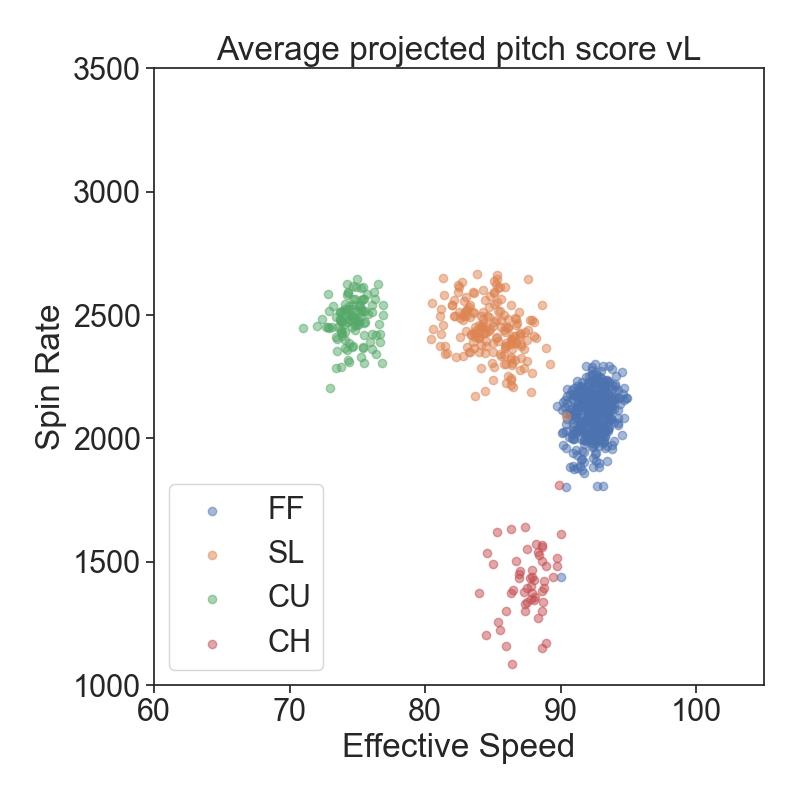 Average projected pitch score vL
3500
3000
2500
2000
1500
1000
Spin Rate
FF
SL
CU
CH
60 70 80 90 100
Effective Speed